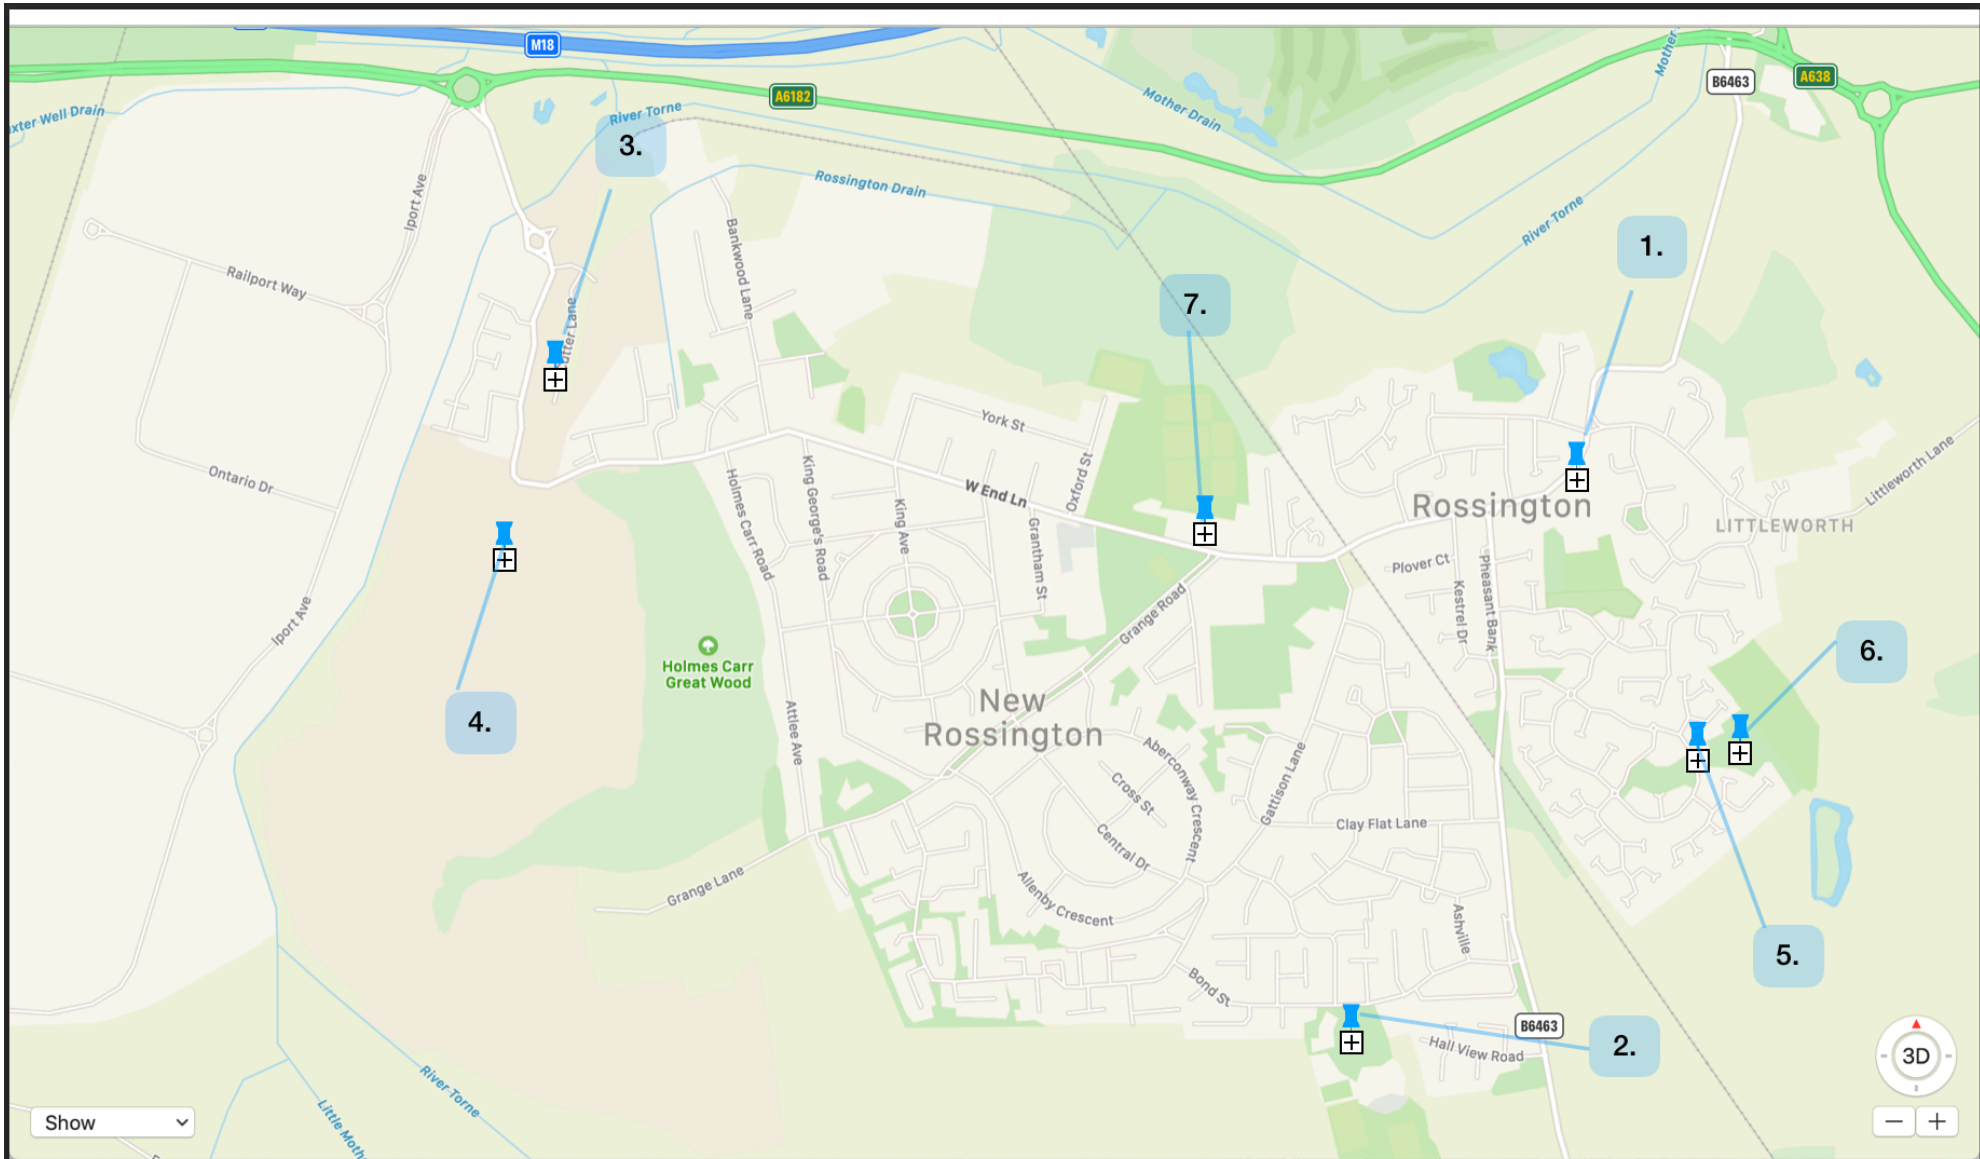 M18
A6182
A638
B6463
Mother
Mother Drain
River Torne
3.
Rossington Drain
Iport Ave
Bankwood Lane
River Torne
1.
Railport Way
7.
York St
Oxford St
W End Ln
Holmes Carr Road
King George's Road
King Ave
Grantham St
Ontario Dr
Rossington
LITTLEWORTH
Littleworth Lane
Plover Ct
Kestrel Dr
Pheasant Bank
Grange Road
Iport Ave
Holmes Carr
Great Wood
4.
New
Rossington
6.
Attlee Ave
Aberconway Crescent
Cross St
Central Dr
Gattison Lane
Clay Flat Lane
Grange Lane
Allenby Crescent
Ashville
5.
Bond St
B6463
Hall View Road
2.
3D
River Torne
Show
Little Moth